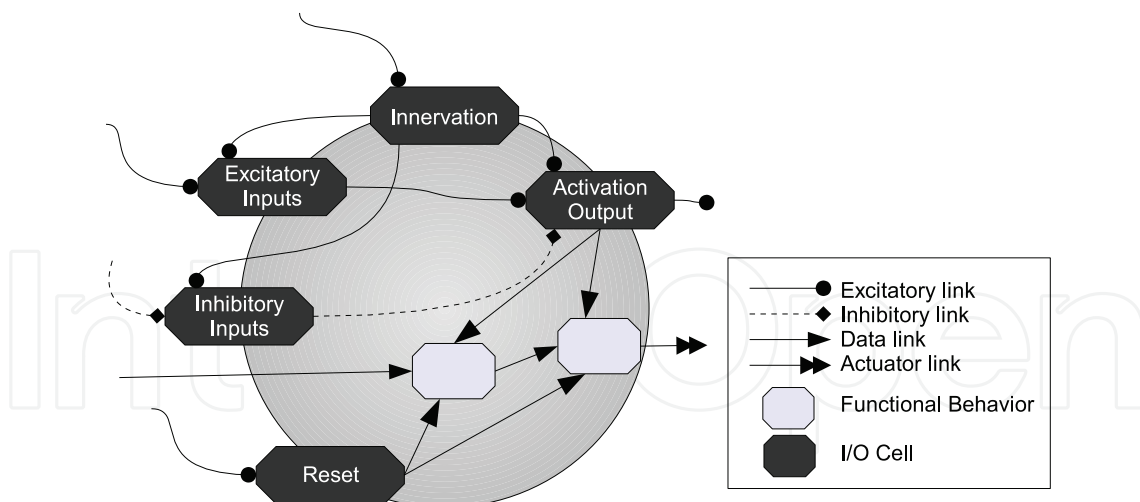 Innervation
Excitatory
Inputs
Activation
Output
Inhibitory
Inputs
Reset
Excitatory link
Inhibitory link
Data link
Actuator link
Functional Behavior
I/O Cell
IntechOpen